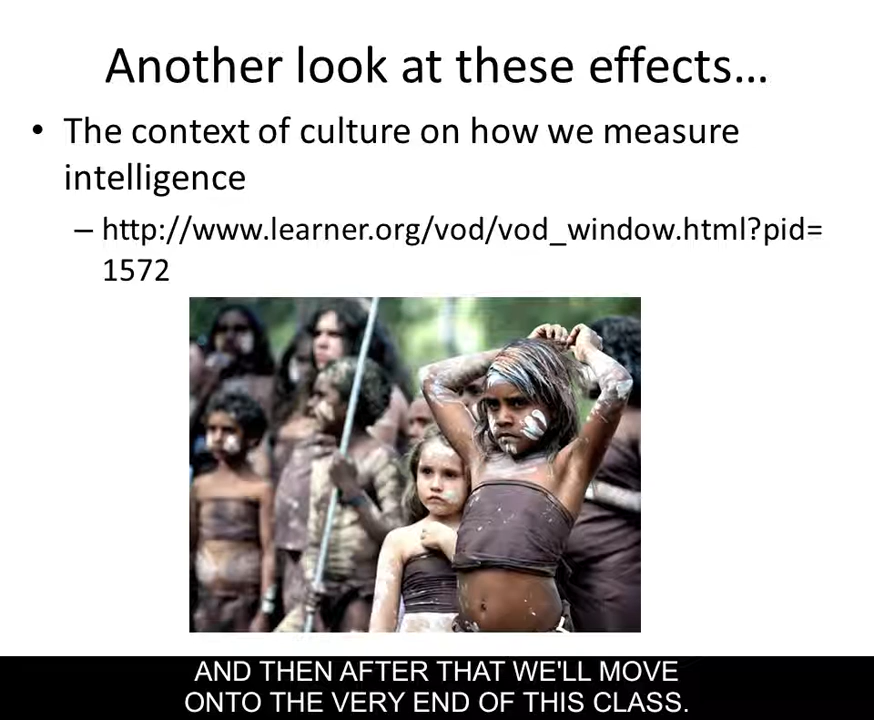 Another look at these effects...
• The context of culture on how we measure
intelligence
– http://www.learner.org/vod/vod_window.html?pid=
1572
AND THEN AFTER THAT WE'LL MOVE
ONTO THE VERY END OF THIS CLASS.